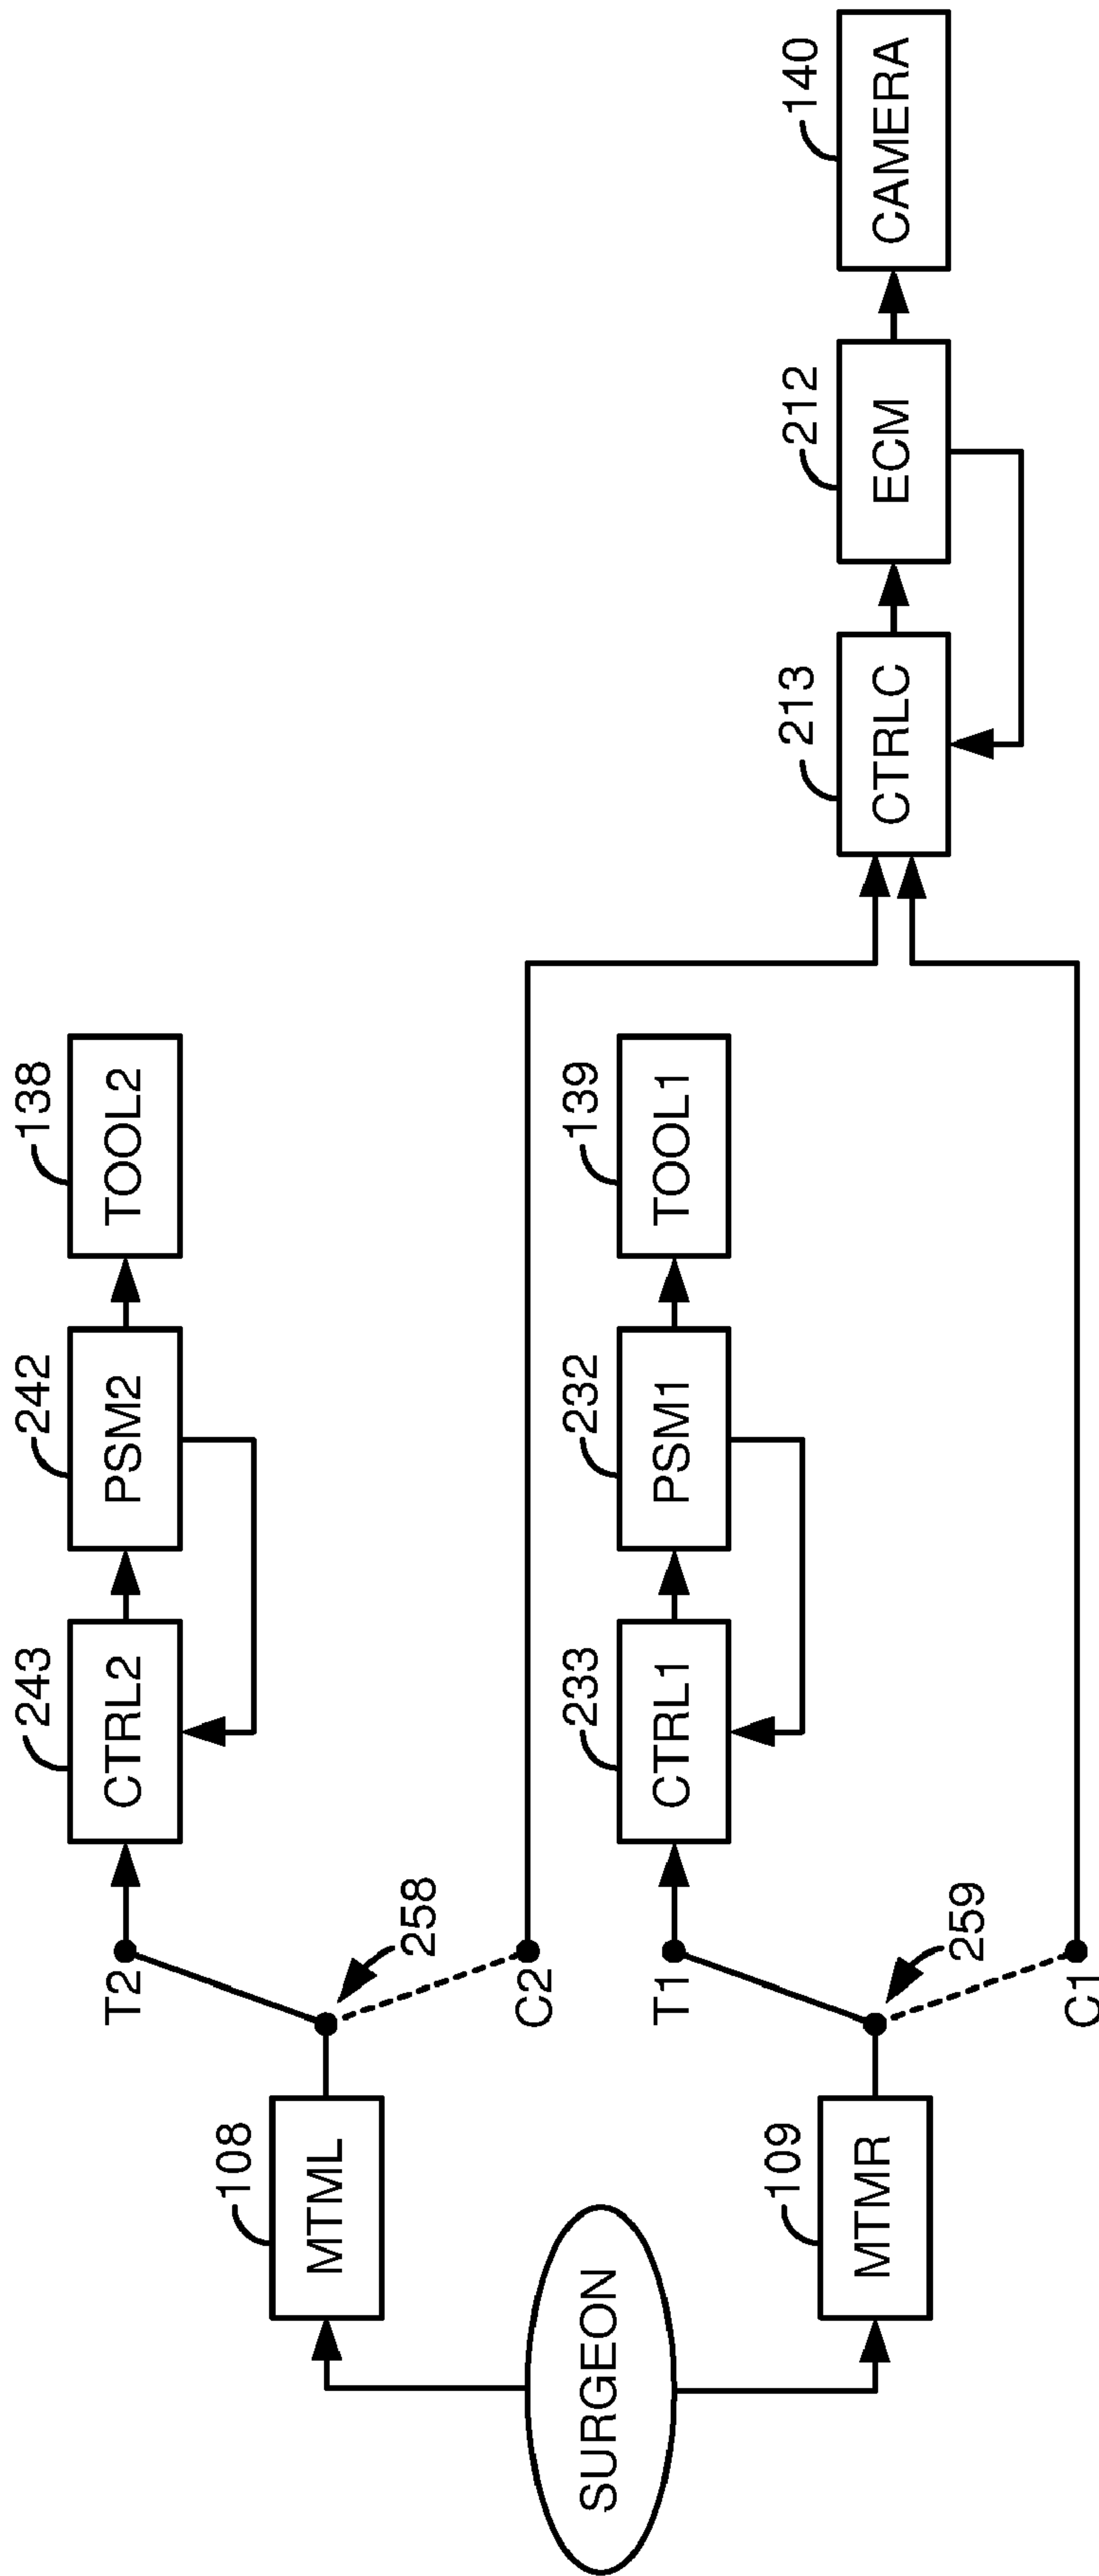 243
242
138
CTRL2
PSM2
TOOL2
T2
258
108
MTML
C2
SURGEON
233
232
139
CTRL1
PSM1
TOOL1
T1
259
109
MTMR
C1
213
212
140
CTRLC
ECM
CAMERA